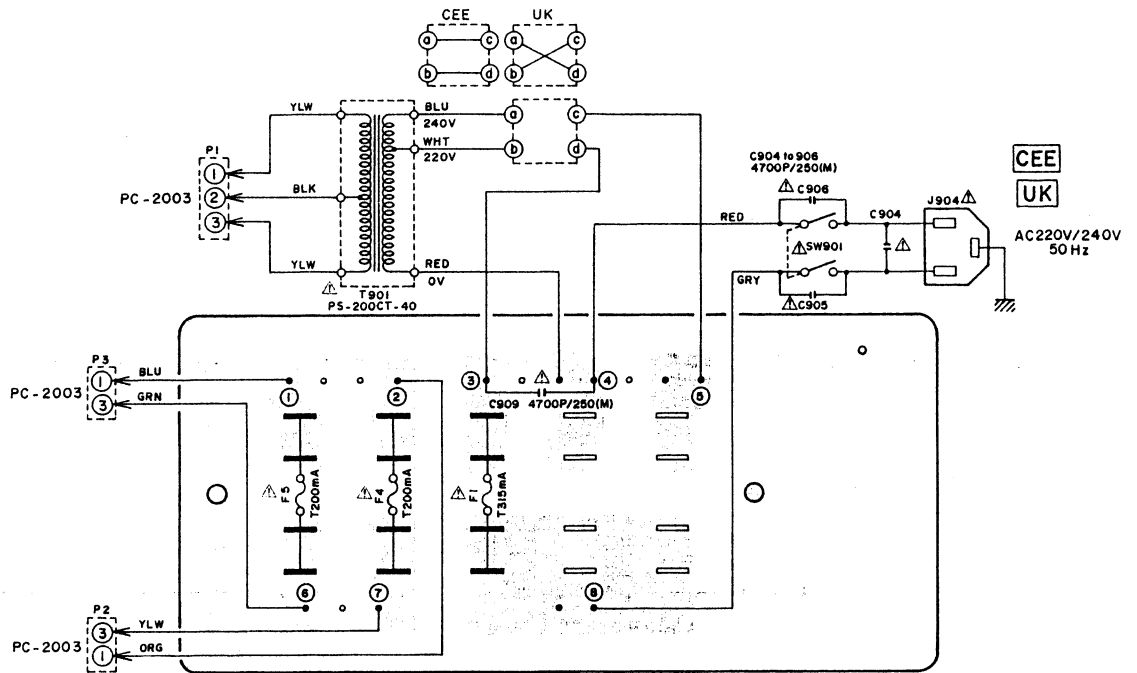 CEE
UK
a
c
b
d
a
c
b
d
YLW
BLU
240V
WHT
220V
a
c
b
d
P1
1
2
3
PC-2003
BLK
YLW
RED
0V
T901
PS-200CT-40
C904 to 906
4700P/250(M)
C906
C904
J904
RED
SW901
GRY
C905
CEE
UK
AC220V/240V
50Hz
P3
PC-2003
1
3
BLU
GRN
1
2
3
4
5
C909 4700P/250(M)
F5
T200mA
F4
T200mA
F1
T315mA
6
7
8
P2
PC-2003
3
1
YLW
ORG